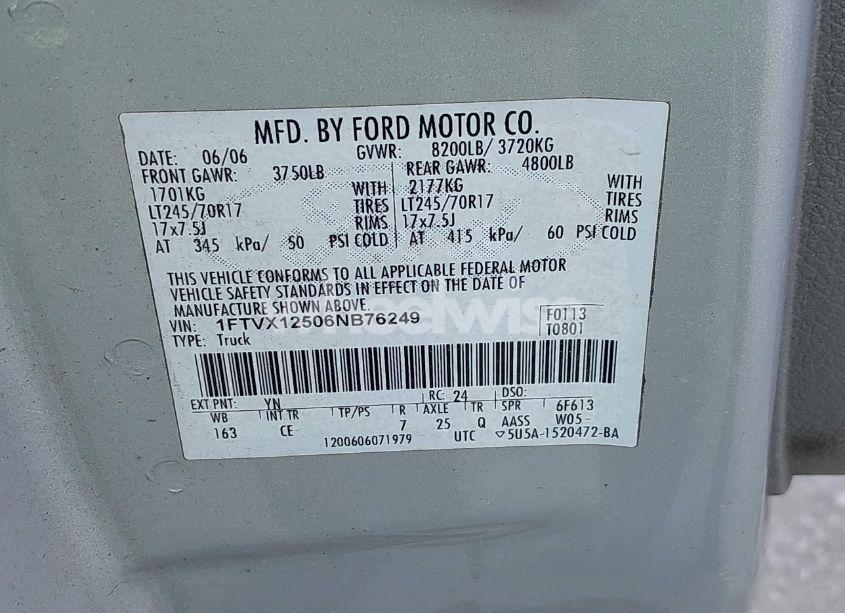 MFD. BY FORD MOTOR CO.
DATE: 06/06 GVWR: 8200LB/ 3720KG
FRONT GAWR: 3750LB REAR GAWR: 4800LB
1701KG WITH 2177KG WITH
LT245/70R17 TIRES LT245/70R17 TIRES
17x7.5J RIMS 17x7.5J RIMS
AT 345 kPa/ 50 PSI COLD AT 415 kPa/ 60 PSI COLD
THIS VEHICLE CONFORMS TO ALL APPLICABLE FEDERAL MOTOR
VEHICLE SAFETY STANDARDS IN EFFECT ON THE DATE OF
MANUFACTURE SHOWN ABOVE.
VIN: 1FTVX12506NB76249 F0113
TYPE: Truck T0801
EXT PNT: YN RC: 24 DSO:
WB INT TR TP/PS R AXLE TR SPR 6F613
163 CE 7 25 Q AASS W05-
1200606071979 UTC ▽5U5A-1520472-BA
wheelwise